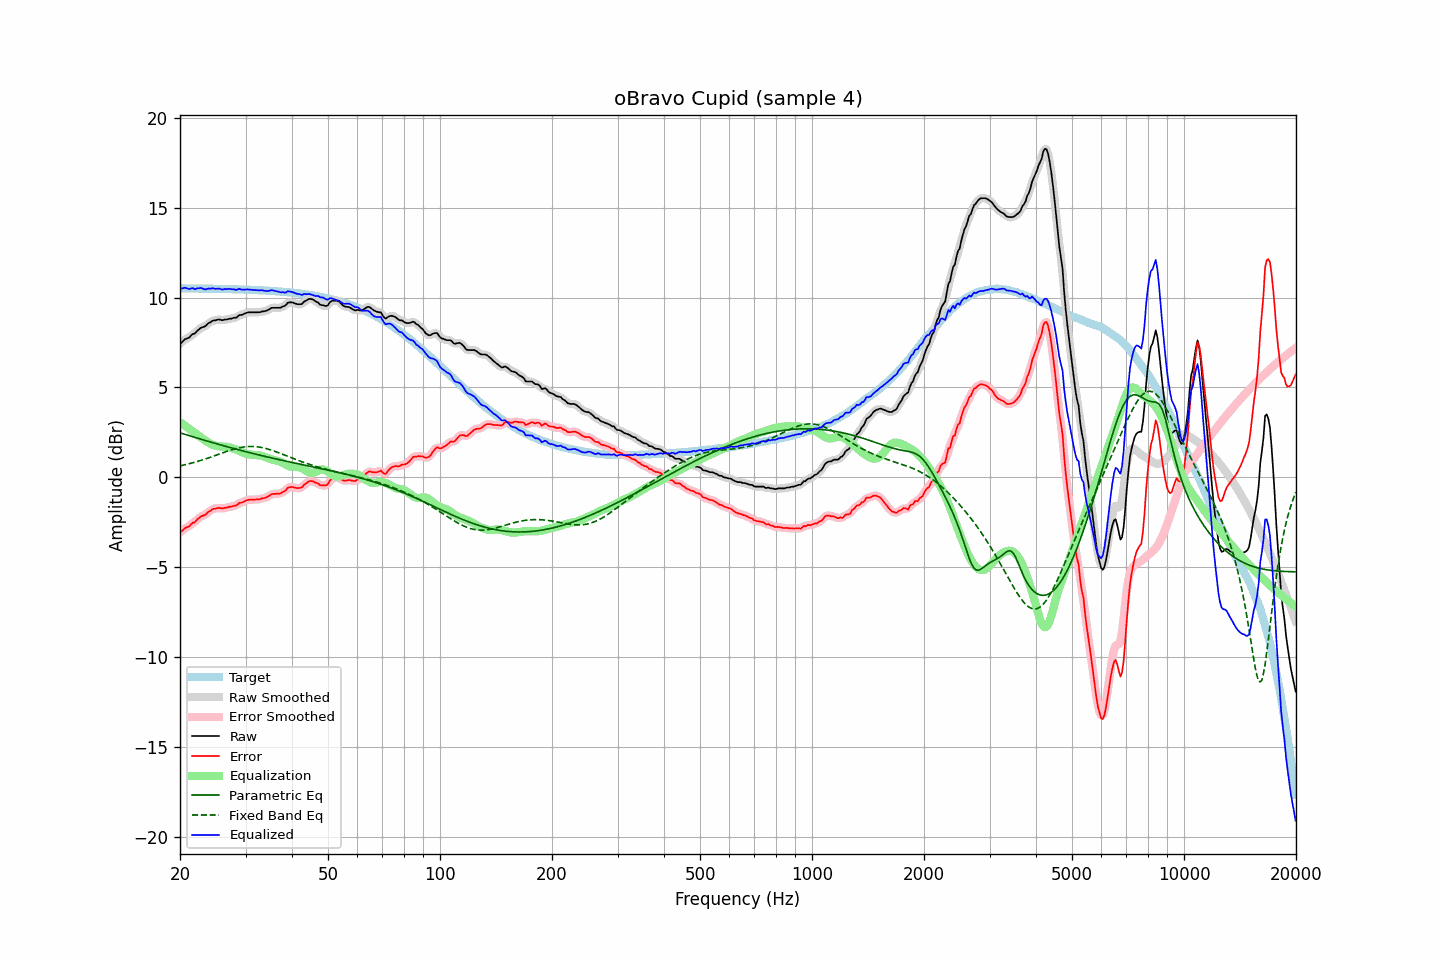 oBravo Cupid (sample 4)
Amplitude (dBr)
20
15
10
5
0
−5
−10
−15
−20
Target
Raw Smoothed
Error Smoothed
Raw
Error
Equalization
Parametric Eq
Fixed Band Eq
Equalized
20 50 100 200 500 1000 2000 5000 10000 20000
Frequency (Hz)